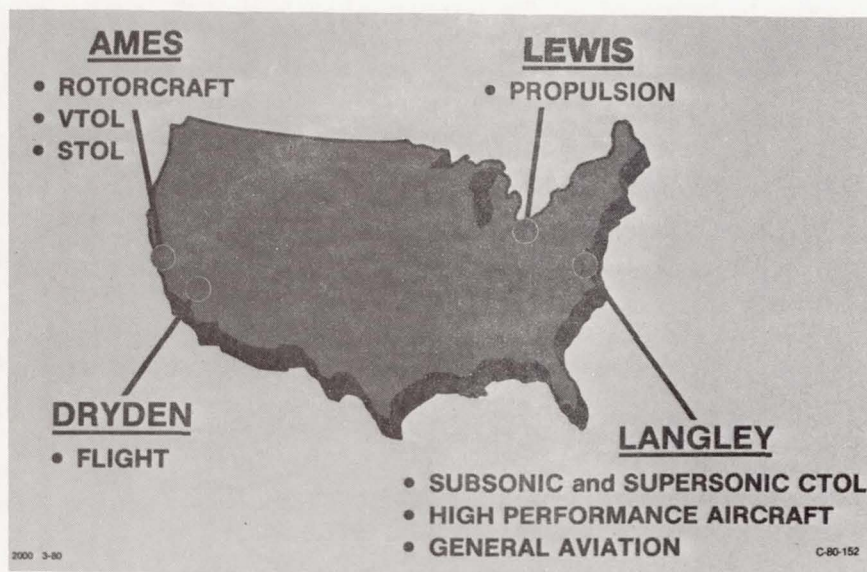 AMES
• ROTORCRAFT
• VTOL
• STOL
LEWIS
• PROPULSION
DRYDEN
• FLIGHT
LANGLEY
• SUBSONIC and SUPERSONIC CTOL
• HIGH PERFORMANCE AIRCRAFT
• GENERAL AVIATION
2000 3-80
C-80-152